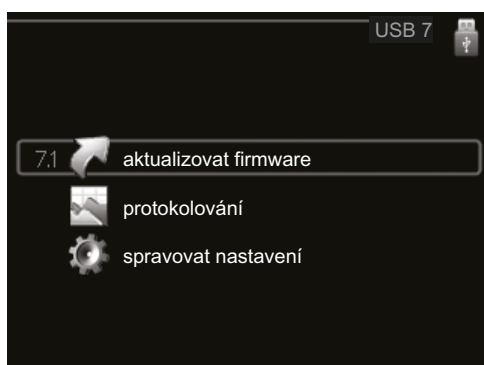 USB 7
7.1 aktualizovat firmware
protokolování
spravovat nastavení